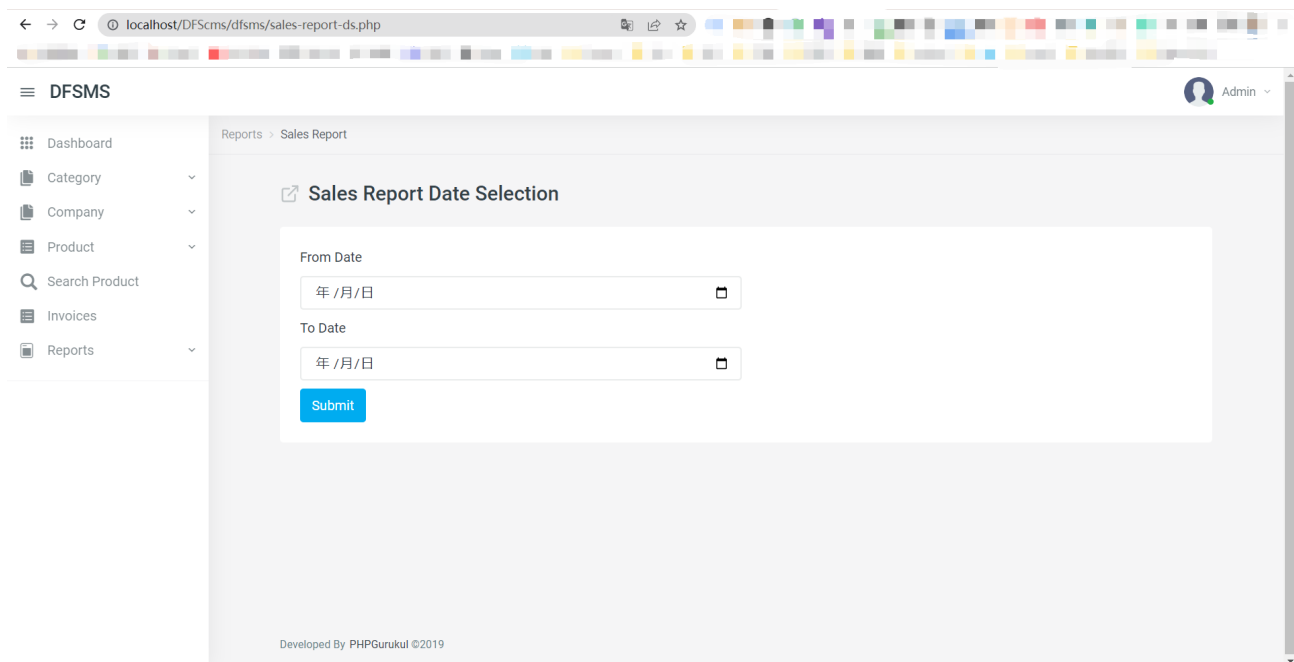 localhost/DFScms/dfsms/sales-report-ds.php
DFSMS
Admin
Dashboard
Category
Company
Product
Search Product
Invoices
Reports
Reports > Sales Report
Sales Report Date Selection
From Date
年 /月/日
To Date
年 /月/日
Submit
Developed By PHPGurukul ©2019